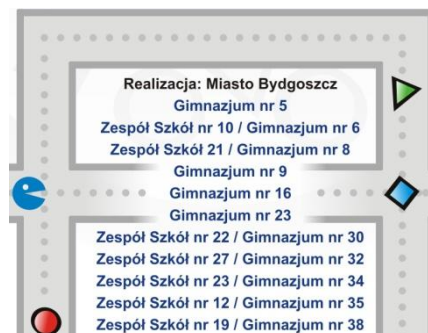 Realizacja: Miasto Bydgoszcz
Gimnazjum nr 5
Zespół Szkół nr 10 / Gimnazjum nr 6
Zespół Szkół 21 / Gimnazjum nr 8
Gimnazjum nr 9
Gimnazjum nr 16
Gimnazjum nr 23
Zespół Szkół nr 22 / Gimnazjum nr 30
Zespół Szkół nr 27 / Gimnazjum nr 32
Zespół Szkół nr 23 / Gimnazjum nr 34
Zespół Szkół nr 12 / Gimnazjum nr 35
Zespół Szkół nr 19 / Gimnazjum nr 38